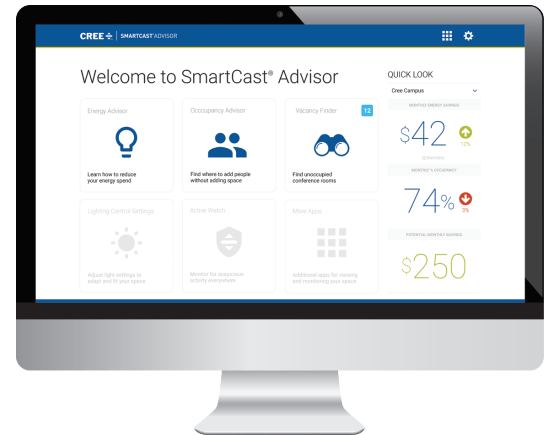 CREE SMARTCAST ADVISOR
Welcome to SmartCast® Advisor
Energy Advisor
Learn how to reduce
your energy spend
Occcupancy Advisor
Find where to add people
without adding space
Vacancy Finder
12
Find unoccupied
conference rooms
Lighting Control Settings
Adjust light settings to
adapt and fit your space
Active Watch
Monitor for suspicious
activity everywhere
More Apps
Additional apps for viewing
and monitoring your space
QUICK LOOK
Cree Campus
MONTHLY ENERGY SAVINGS
$42
12%
MONTHLY % OCCUPANCY
74%
3%
POTENTIAL MONTHLY SAVINGS
$250